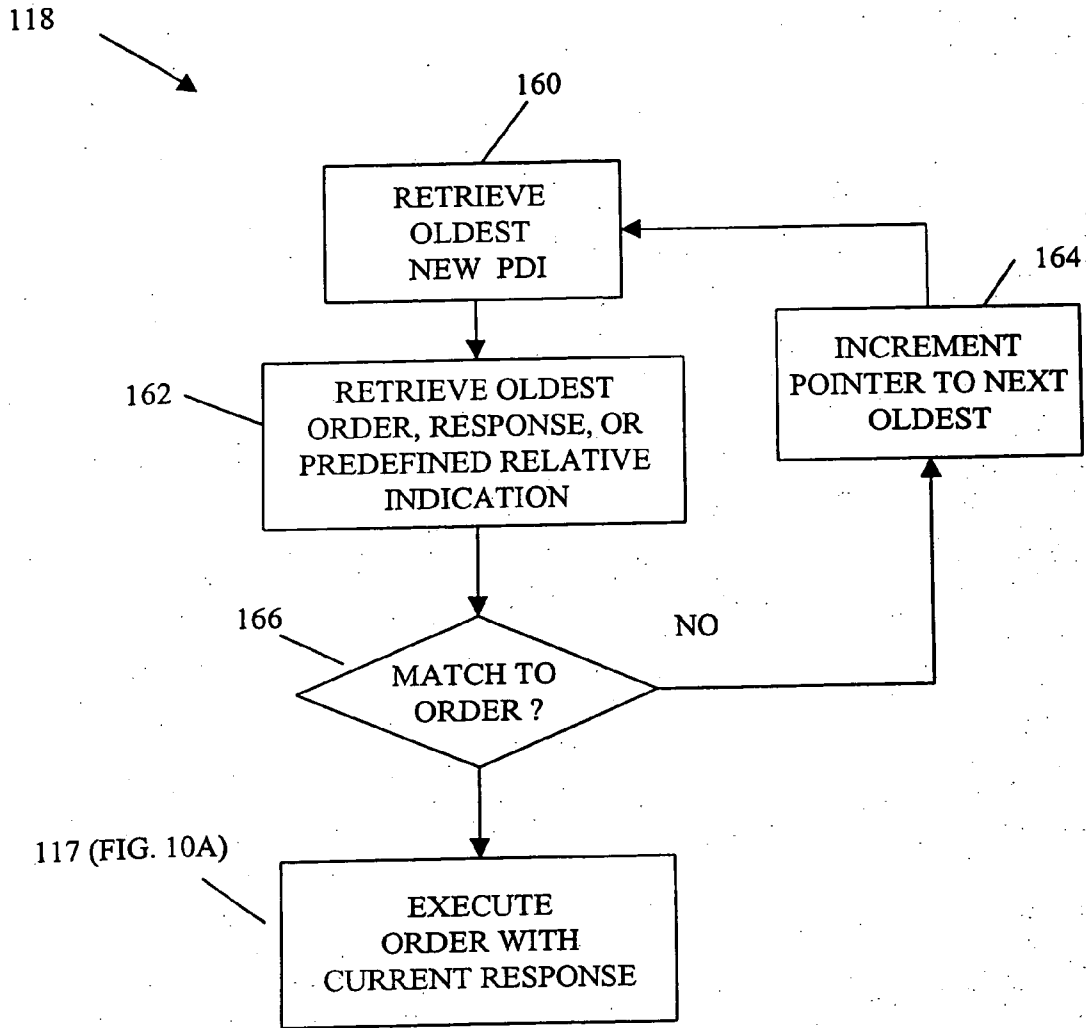 118
160
RETRIEVE
OLDEST
NEW PDI
164
INCREMENT
POINTER TO NEXT
OLDEST
162
RETRIEVE OLDEST
ORDER, RESPONSE, OR
PREDEFINED RELATIVE
INDICATION
166
NO
MATCH TO
ORDER ?
117 (FIG. 10A)
EXECUTE
ORDER WITH
CURRENT RESPONSE